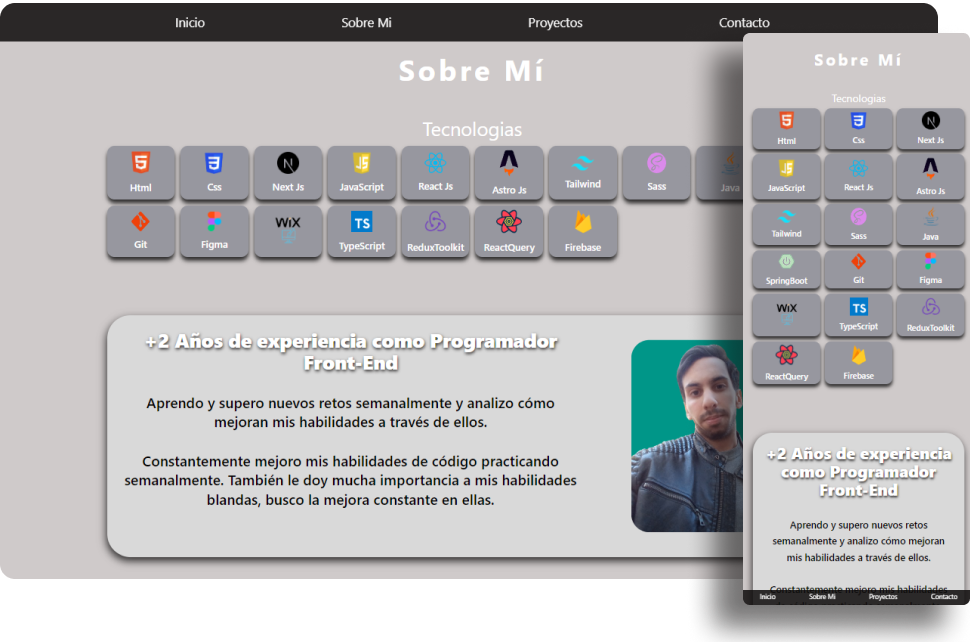 Inicio Sobre Mi Proyectos Contacto
Sobre Mí
Tecnologias
Html Css Next Js JavaScript React Js Astro Js Tailwind Sass Java
Git Figma WiX TypeScript ReduxToolkit ReactQuery Firebase
+2 Años de experiencia como Programador
Front-End
Aprendo y supero nuevos retos semanalmente y analizo cómo
mejoran mis habilidades a través de ellos.
Constantemente mejoro mis habilidades de código practicando
semanalmente. También le doy mucha importancia a mis habilidades
blandas, busco la mejora constante en ellas.
Sobre Mí
Tecnologias
Html Css Next Js
JavaScript React Js Astro Js
Tailwind Sass Java
SpringBoot Git Figma
WiX TypeScript ReduxToolkit
ReactQuery Firebase
+2 Años de experiencia
como Programador
Front-End
Aprendo y supero nuevos retos
semanalmente y analizo cómo mejoran
mis habilidades a través de ellos.
Constantemente mejoro mis habilidades
Inicio Sobre Mi Proyectos Contacto